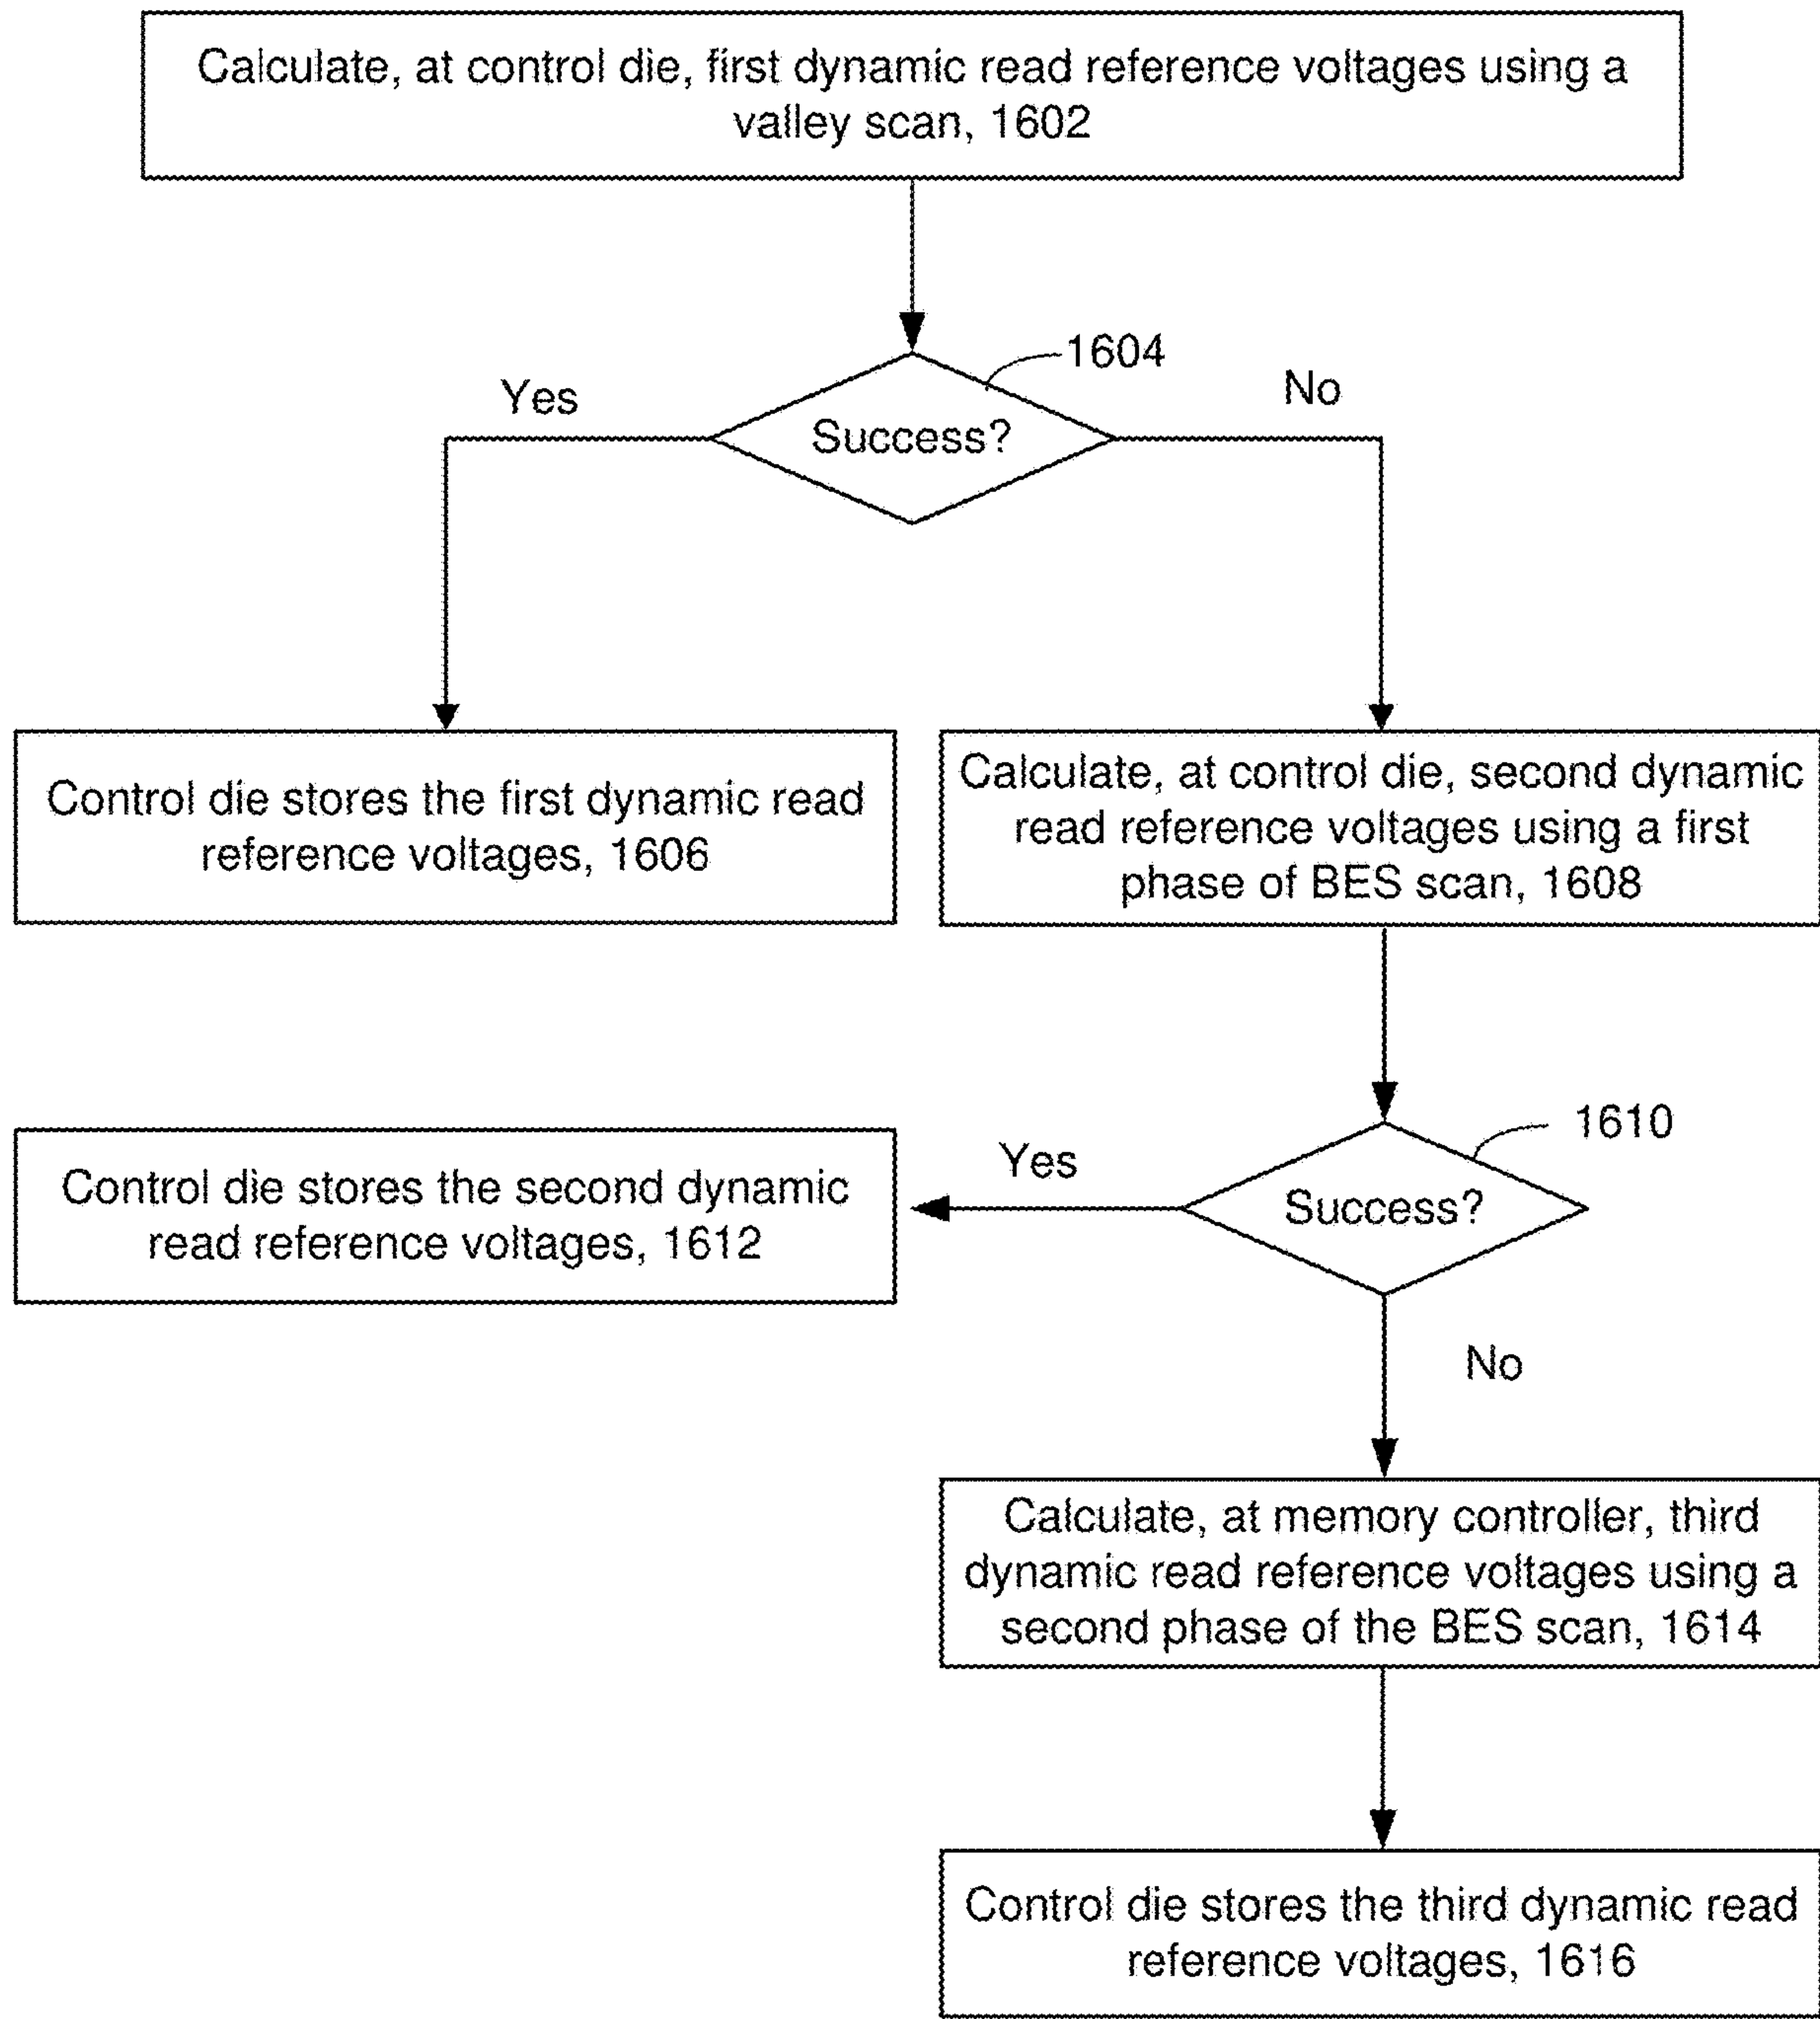 Calculate, at control die, first dynamic read reference voltages using a
valley scan, 1602
1604
Yes
No
Success?
Control die stores the first dynamic read
reference voltages, 1606
Calculate, at control die, second dynamic
read reference voltages using a first
phase of BES scan, 1608
1610
Yes
Success?
Control die stores the second dynamic
read reference voltages, 1612
No
Calculate, at memory controller, third
dynamic read reference voltages using a
second phase of the BES scan, 1614
Control die stores the third dynamic read
reference voltages, 1616